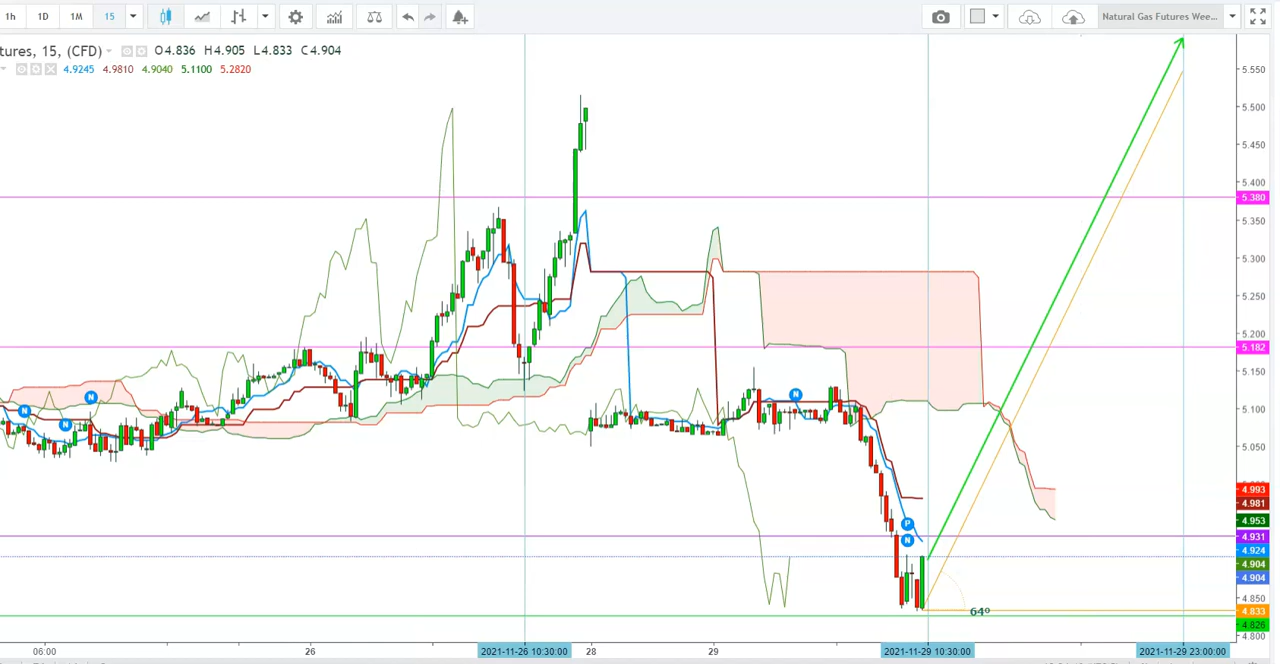 1h 1D 1M 15 Natural Gas Futures Wee...
tures, 15, (CFD) O4.836 H4.905 L4.833 C4.904
4.9245 4.9810 4.9040 5.1100 5.2820
5.550
5.500
5.450
5.400
5.380
5.350
5.300
5.250
5.200
5.182
5.150
5.100
5.050
4.993
4.981
4.953
4.931
4.924
4.904
4.904
4.850
4.833
4.826
4.800
N
N
N
N
P
N
64º
06:00 26 2021-11-26 10:30:00 28 29 2021-11-29 10:30:00 2021-11-29 23:00:00